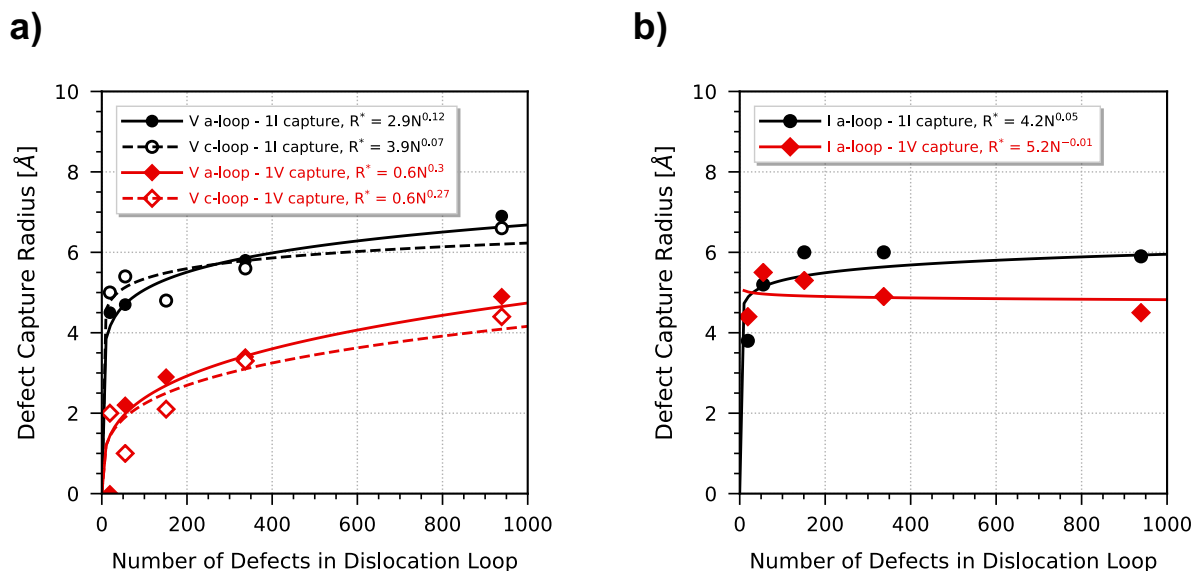 a)
10
8
6
4
2
0
Defect Capture Radius [Å]
V a-loop - 1I capture, R* = 2.9N^0.12
V c-loop - 1I capture, R* = 3.9N^0.07
V a-loop - 1V capture, R* = 0.6N^0.3
V c-loop - 1V capture, R* = 0.6N^0.27
0 200 400 600 800 1000
Number of Defects in Dislocation Loop
b)
10
8
6
4
2
0
Defect Capture Radius [Å]
I a-loop - 1I capture, R* = 4.2N^0.05
I a-loop - 1V capture, R* = 5.2N^−0.01
0 200 400 600 800 1000
Number of Defects in Dislocation Loop